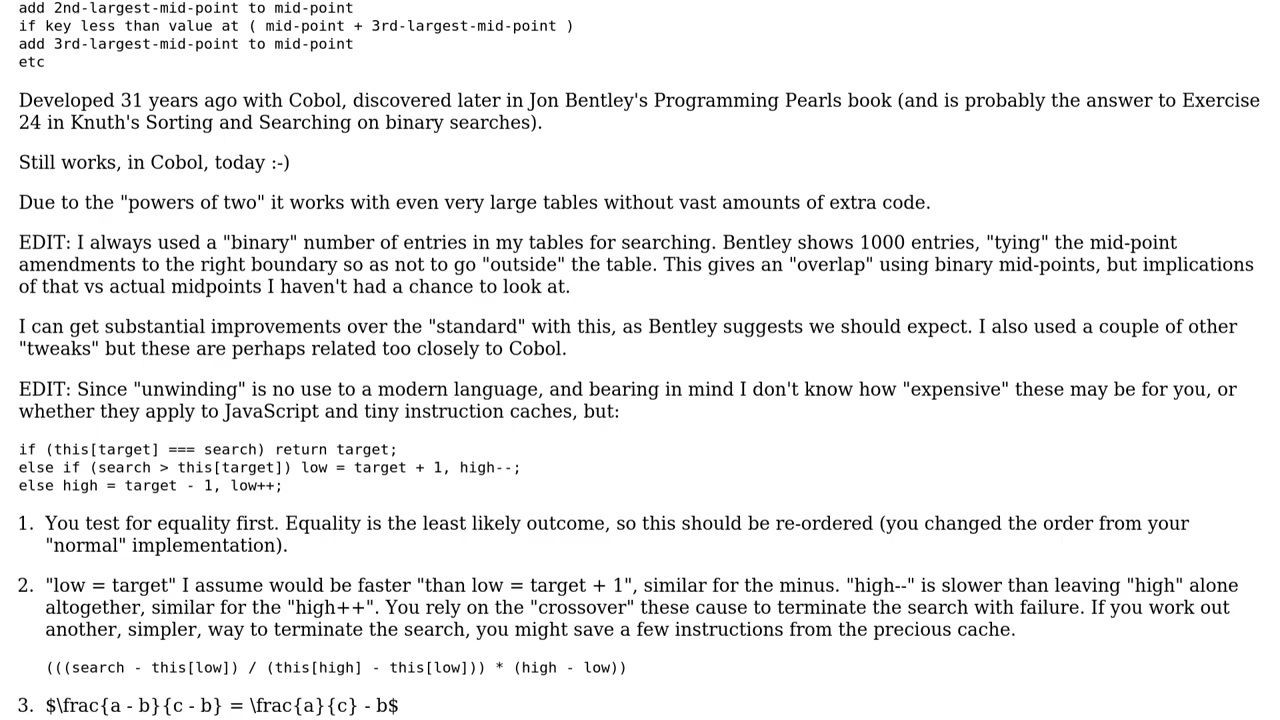 add 2nd-largest-mid-point to mid-point
if key less than value at ( mid-point + 3rd-largest-mid-point )
add 3rd-largest-mid-point to mid-point
etc
Developed 31 years ago with Cobol, discovered later in Jon Bentley's Programming Pearls book (and is probably the answer to Exercise
24 in Knuth's Sorting and Searching on binary searches).
Still works, in Cobol, today :-)
Due to the "powers of two" it works with even very large tables without vast amounts of extra code.
EDIT: I always used a "binary" number of entries in my tables for searching. Bentley shows 1000 entries, "tying" the mid-point
amendments to the right boundary so as not to go "outside" the table. This gives an "overlap" using binary mid-points, but implications
of that vs actual midpoints I haven't had a chance to look at.
I can get substantial improvements over the "standard" with this, as Bentley suggests we should expect. I also used a couple of other
"tweaks" but these are perhaps related too closely to Cobol.
EDIT: Since "unwinding" is no use to a modern language, and bearing in mind I don't know how "expensive" these may be for you, or
whether they apply to JavaScript and tiny instruction caches, but:
if (this[target] === search) return target;
else if (search > this[target]) low = target + 1, high--;
else high = target - 1, low++;
1. You test for equality first. Equality is the least likely outcome, so this should be re-ordered (you changed the order from your
"normal" implementation).
2. "low = target" I assume would be faster "than low = target + 1", similar for the minus. "high--" is slower than leaving "high" alone
altogether, similar for the "high++". You rely on the "crossover" these cause to terminate the search with failure. If you work out
another, simpler, way to terminate the search, you might save a few instructions from the precious cache.
(((search - this[low]) / (this[high] - this[low])) * (high - low))
3. $\frac{a - b}{c - b} = \frac{a}{c} - b$